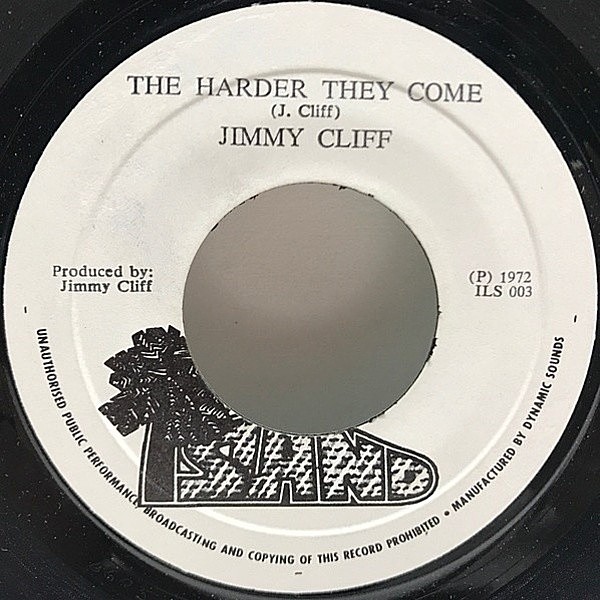 THE HARDER THEY COME
(J. Cliff)
JIMMY CLIFF
Produced by:
Jimmy Cliff
(P) 1972
ILS 003
ISLAND
UNAUTHORISED PUBLIC PERFORMANCE, BROADCASTING AND COPYING OF THIS RECORD PROHIBITED • MANUFACTURED BY DYNAMIC SOUNDS